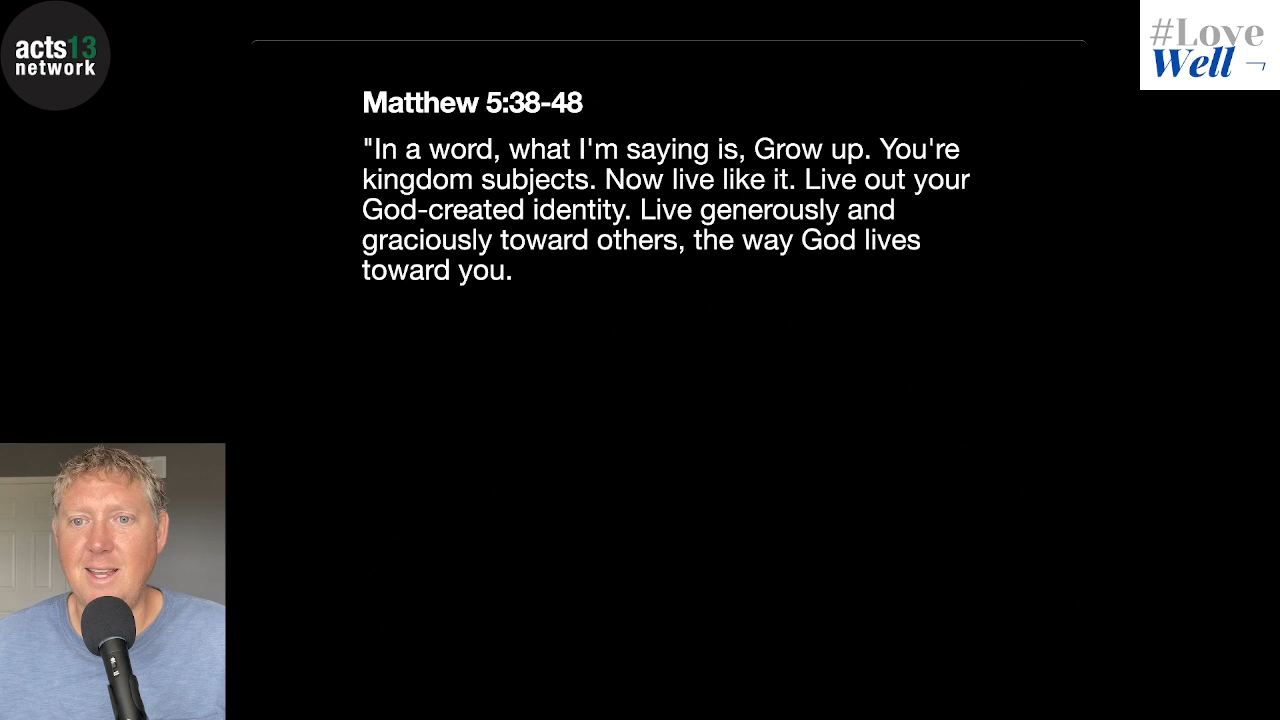 acts13
network
#Love
Well
Matthew 5:38-48
"In a word, what I'm saying is, Grow up. You're
kingdom subjects. Now live like it. Live out your
God-created identity. Live generously and
graciously toward others, the way God lives
toward you.